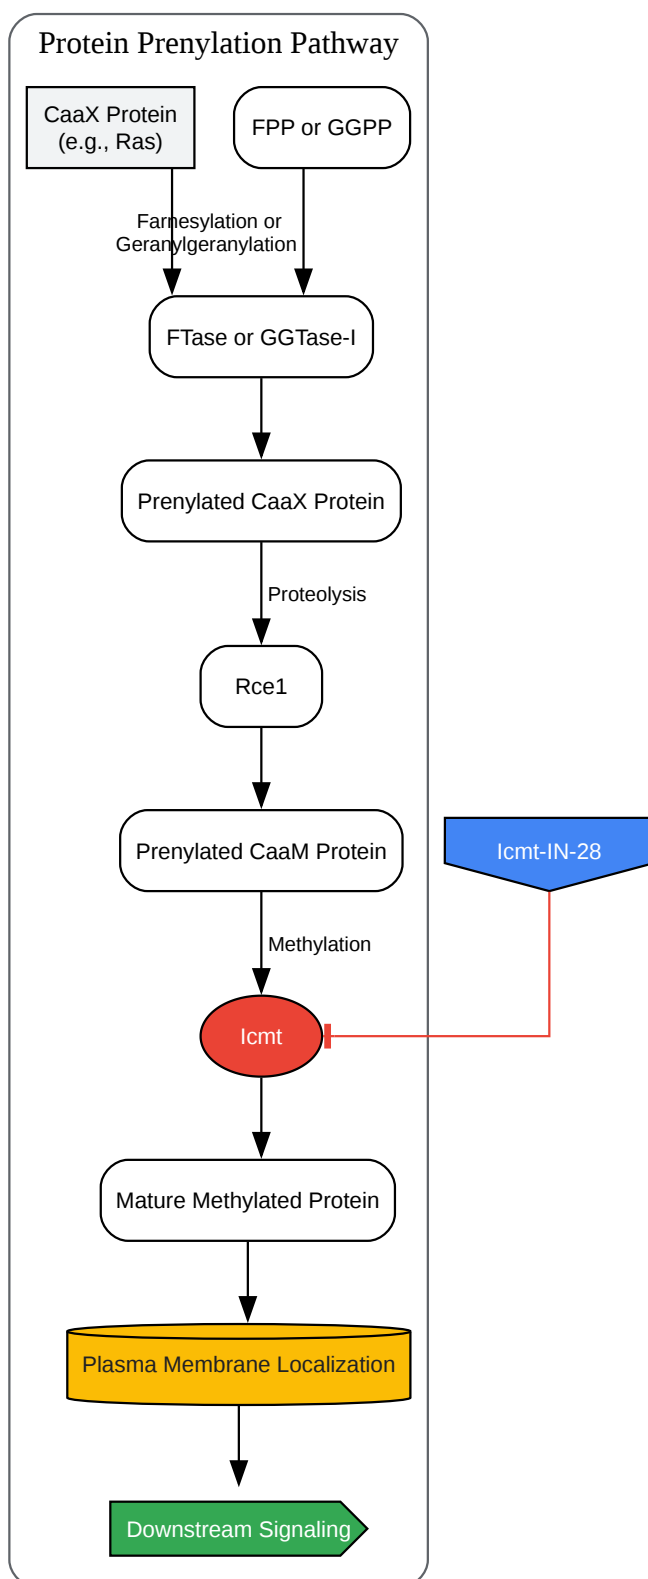 Protein Prenylation Pathway
CaaX Protein
(e.g., Ras)
FPP or GGPP
Farnesylation or
Geranylgeranylation
FTase or GGTase-I
Prenylated CaaX Protein
Proteolysis
Rce1
Prenylated CaaM Protein
Icmt-IN-28
Methylation
Icmt
Mature Methylated Protein
Plasma Membrane Localization
Downstream Signaling